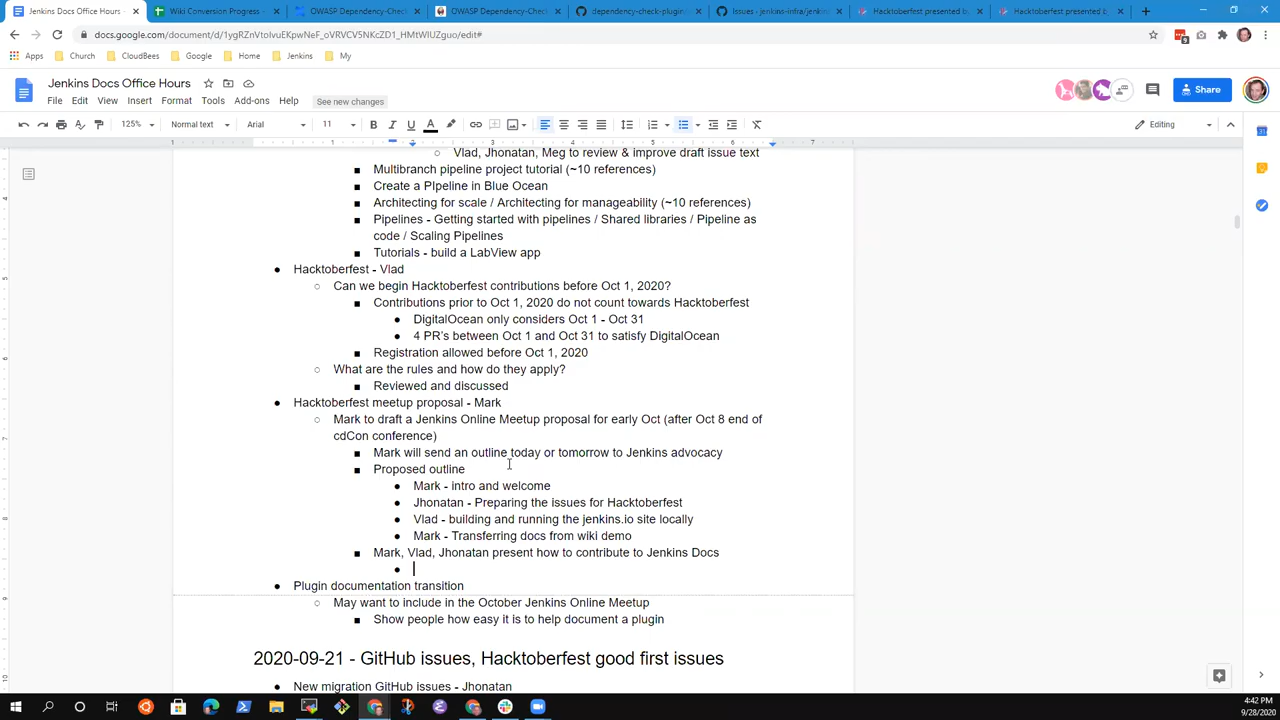 Jenkins Docs Office Hours -
Wiki Conversion Progress -
OWASP Dependency-Chec
OWASP Dependency-Chec
dependency-check-plugin
Issues - jenkins-infra/jenkin
Hacktoberfest presented b
Hacktoberfest presented b
docs.google.com/document/d/1ygRZnVtoIvuEKpwNeF_oVRVCV5NKcZD1_HMtWIUZguo/edit#
Apps
Church
CloudBees
Google
Home
Jenkins
My
Jenkins Docs Office Hours
File Edit View Insert Format Tools Add-ons Help See new changes
Share
125% Normal text Arial 11 B I U A Editing
Vlad, Jhonatan, Meg to review & improve draft issue text
Multibranch pipeline project tutorial (~10 references)
Create a PIpeline in Blue Ocean
Architecting for scale / Architecting for manageability (~10 references)
Pipelines - Getting started with pipelines / Shared libraries / Pipeline as
code / Scaling Pipelines
Tutorials - build a LabView app
Hacktoberfest - Vlad
Can we begin Hacktoberfest contributions before Oct 1, 2020?
Contributions prior to Oct 1, 2020 do not count towards Hacktoberfest
DigitalOcean only considers Oct 1 - Oct 31
4 PR's between Oct 1 and Oct 31 to satisfy DigitalOcean
Registration allowed before Oct 1, 2020
What are the rules and how do they apply?
Reviewed and discussed
Hacktoberfest meetup proposal - Mark
Mark to draft a Jenkins Online Meetup proposal for early Oct (after Oct 8 end of
cdCon conference)
Mark will send an outline today or tomorrow to Jenkins advocacy
Proposed outline
Mark - intro and welcome
Jhonatan - Preparing the issues for Hacktoberfest
Vlad - building and running the jenkins.io site locally
Mark - Transferring docs from wiki demo
Mark, Vlad, Jhonatan present how to contribute to Jenkins Docs
Plugin documentation transition
May want to include in the October Jenkins Online Meetup
Show people how easy it is to help document a plugin
2020-09-21 - GitHub issues, Hacktoberfest good first issues
New migration GitHub issues - Jhonatan
4:42 PM
9/28/2020